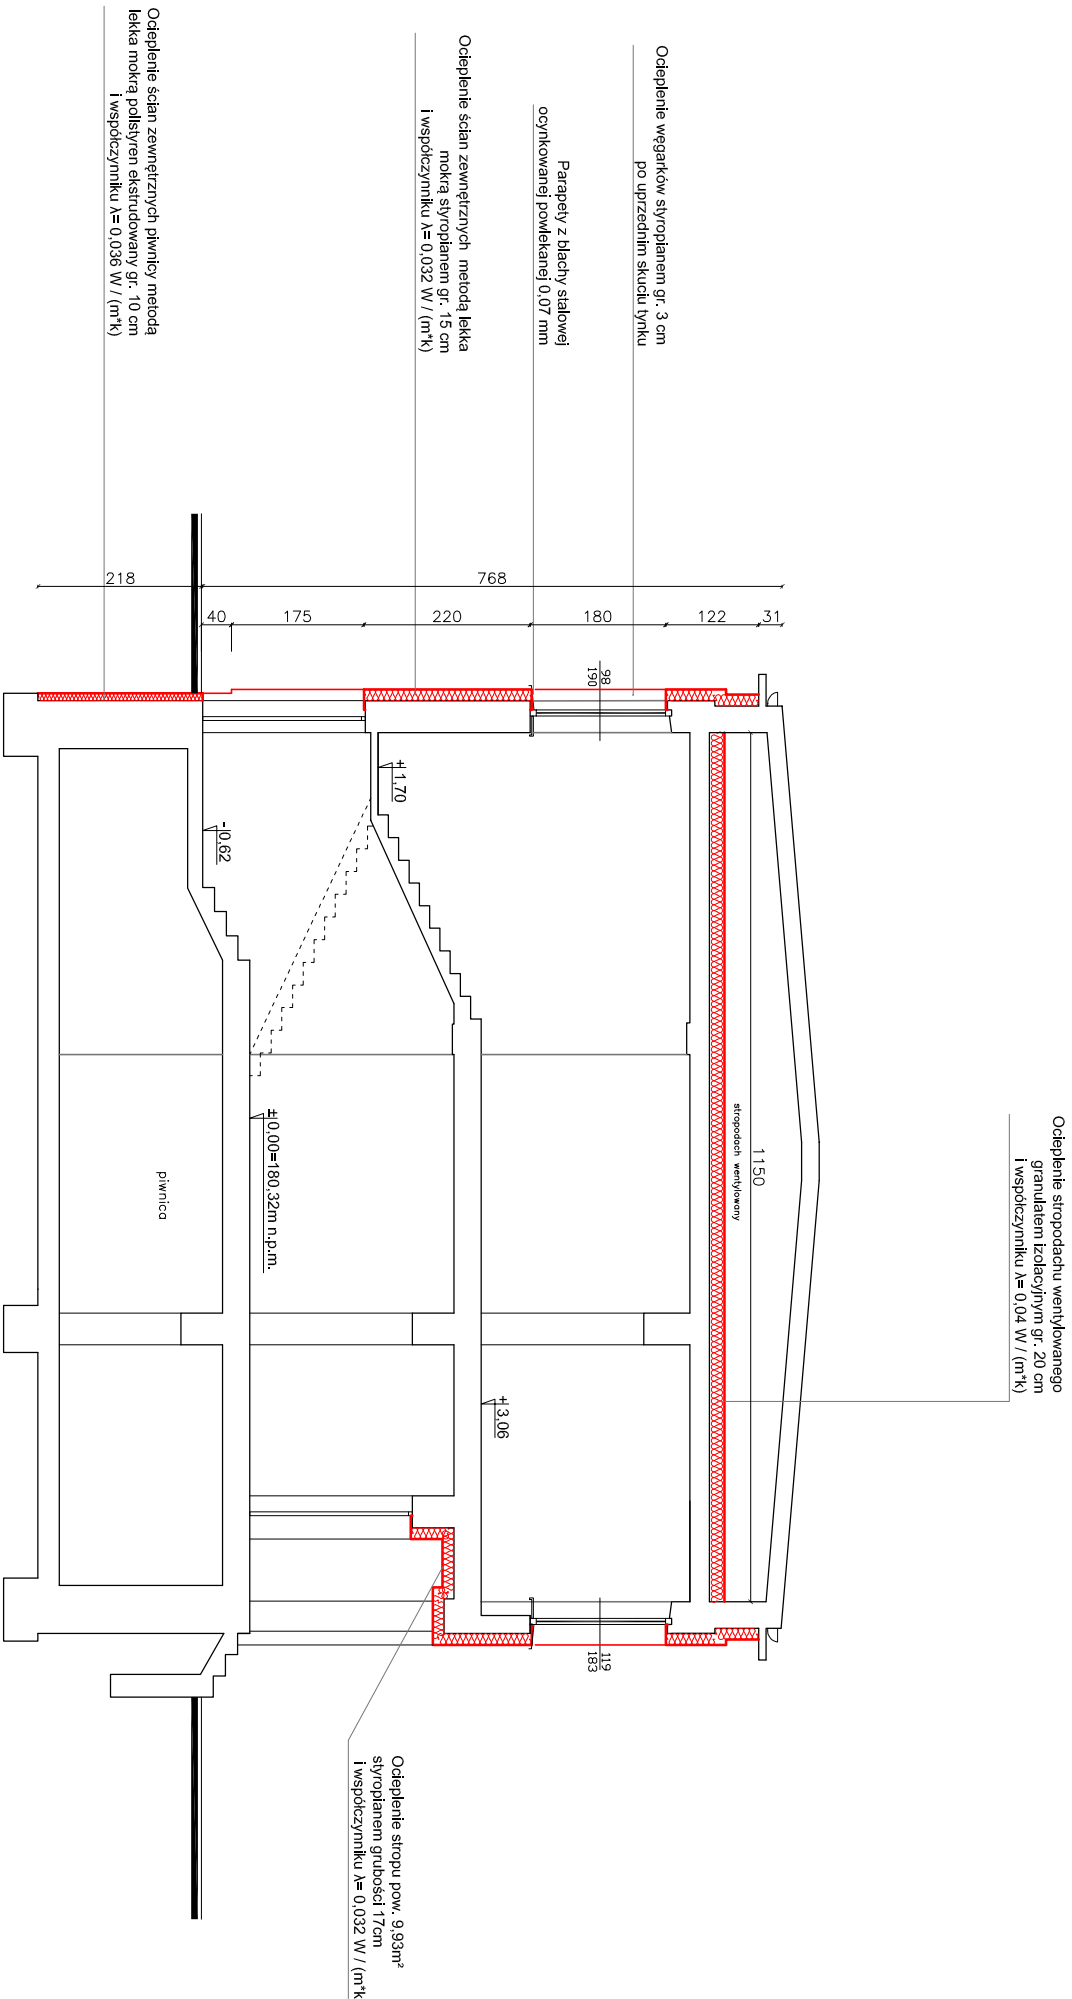 Ocieplenie stropodachu wentylowanego
granulatem izolacyjnym gr. 20 cm
i współczynniku λ= 0,04 W / (m*k)
Ocieplenie węgarków styropianem gr. 3 cm
po uprzednim skuciu tynku
Parapety z blachy stalowej
ocynkowanej powlekanej 0,07 mm
Ocieplenie ścian zewnętrznych metodą lekka
mokrą styropianem gr. 15 cm
i współczynniku λ= 0,032 W / (m*k)
Ocieplenie ścian zewnętrznych piwnicy metodą
lekka mokrą polistyren ekstrudowany gr. 10 cm
i współczynniku λ= 0,036 W / (m*k)
31
122
180
220
175
40
768
218
98
190
1150
stropodach wentylowany
+1,70
-0,62
±0,00=180,32m n.p.m.
piwnica
+3,06
119
183
Ocieplenie stropu pow. 9,93m²
styropianem grubości 17cm
i współczynniku λ= 0,032 W / (m*k